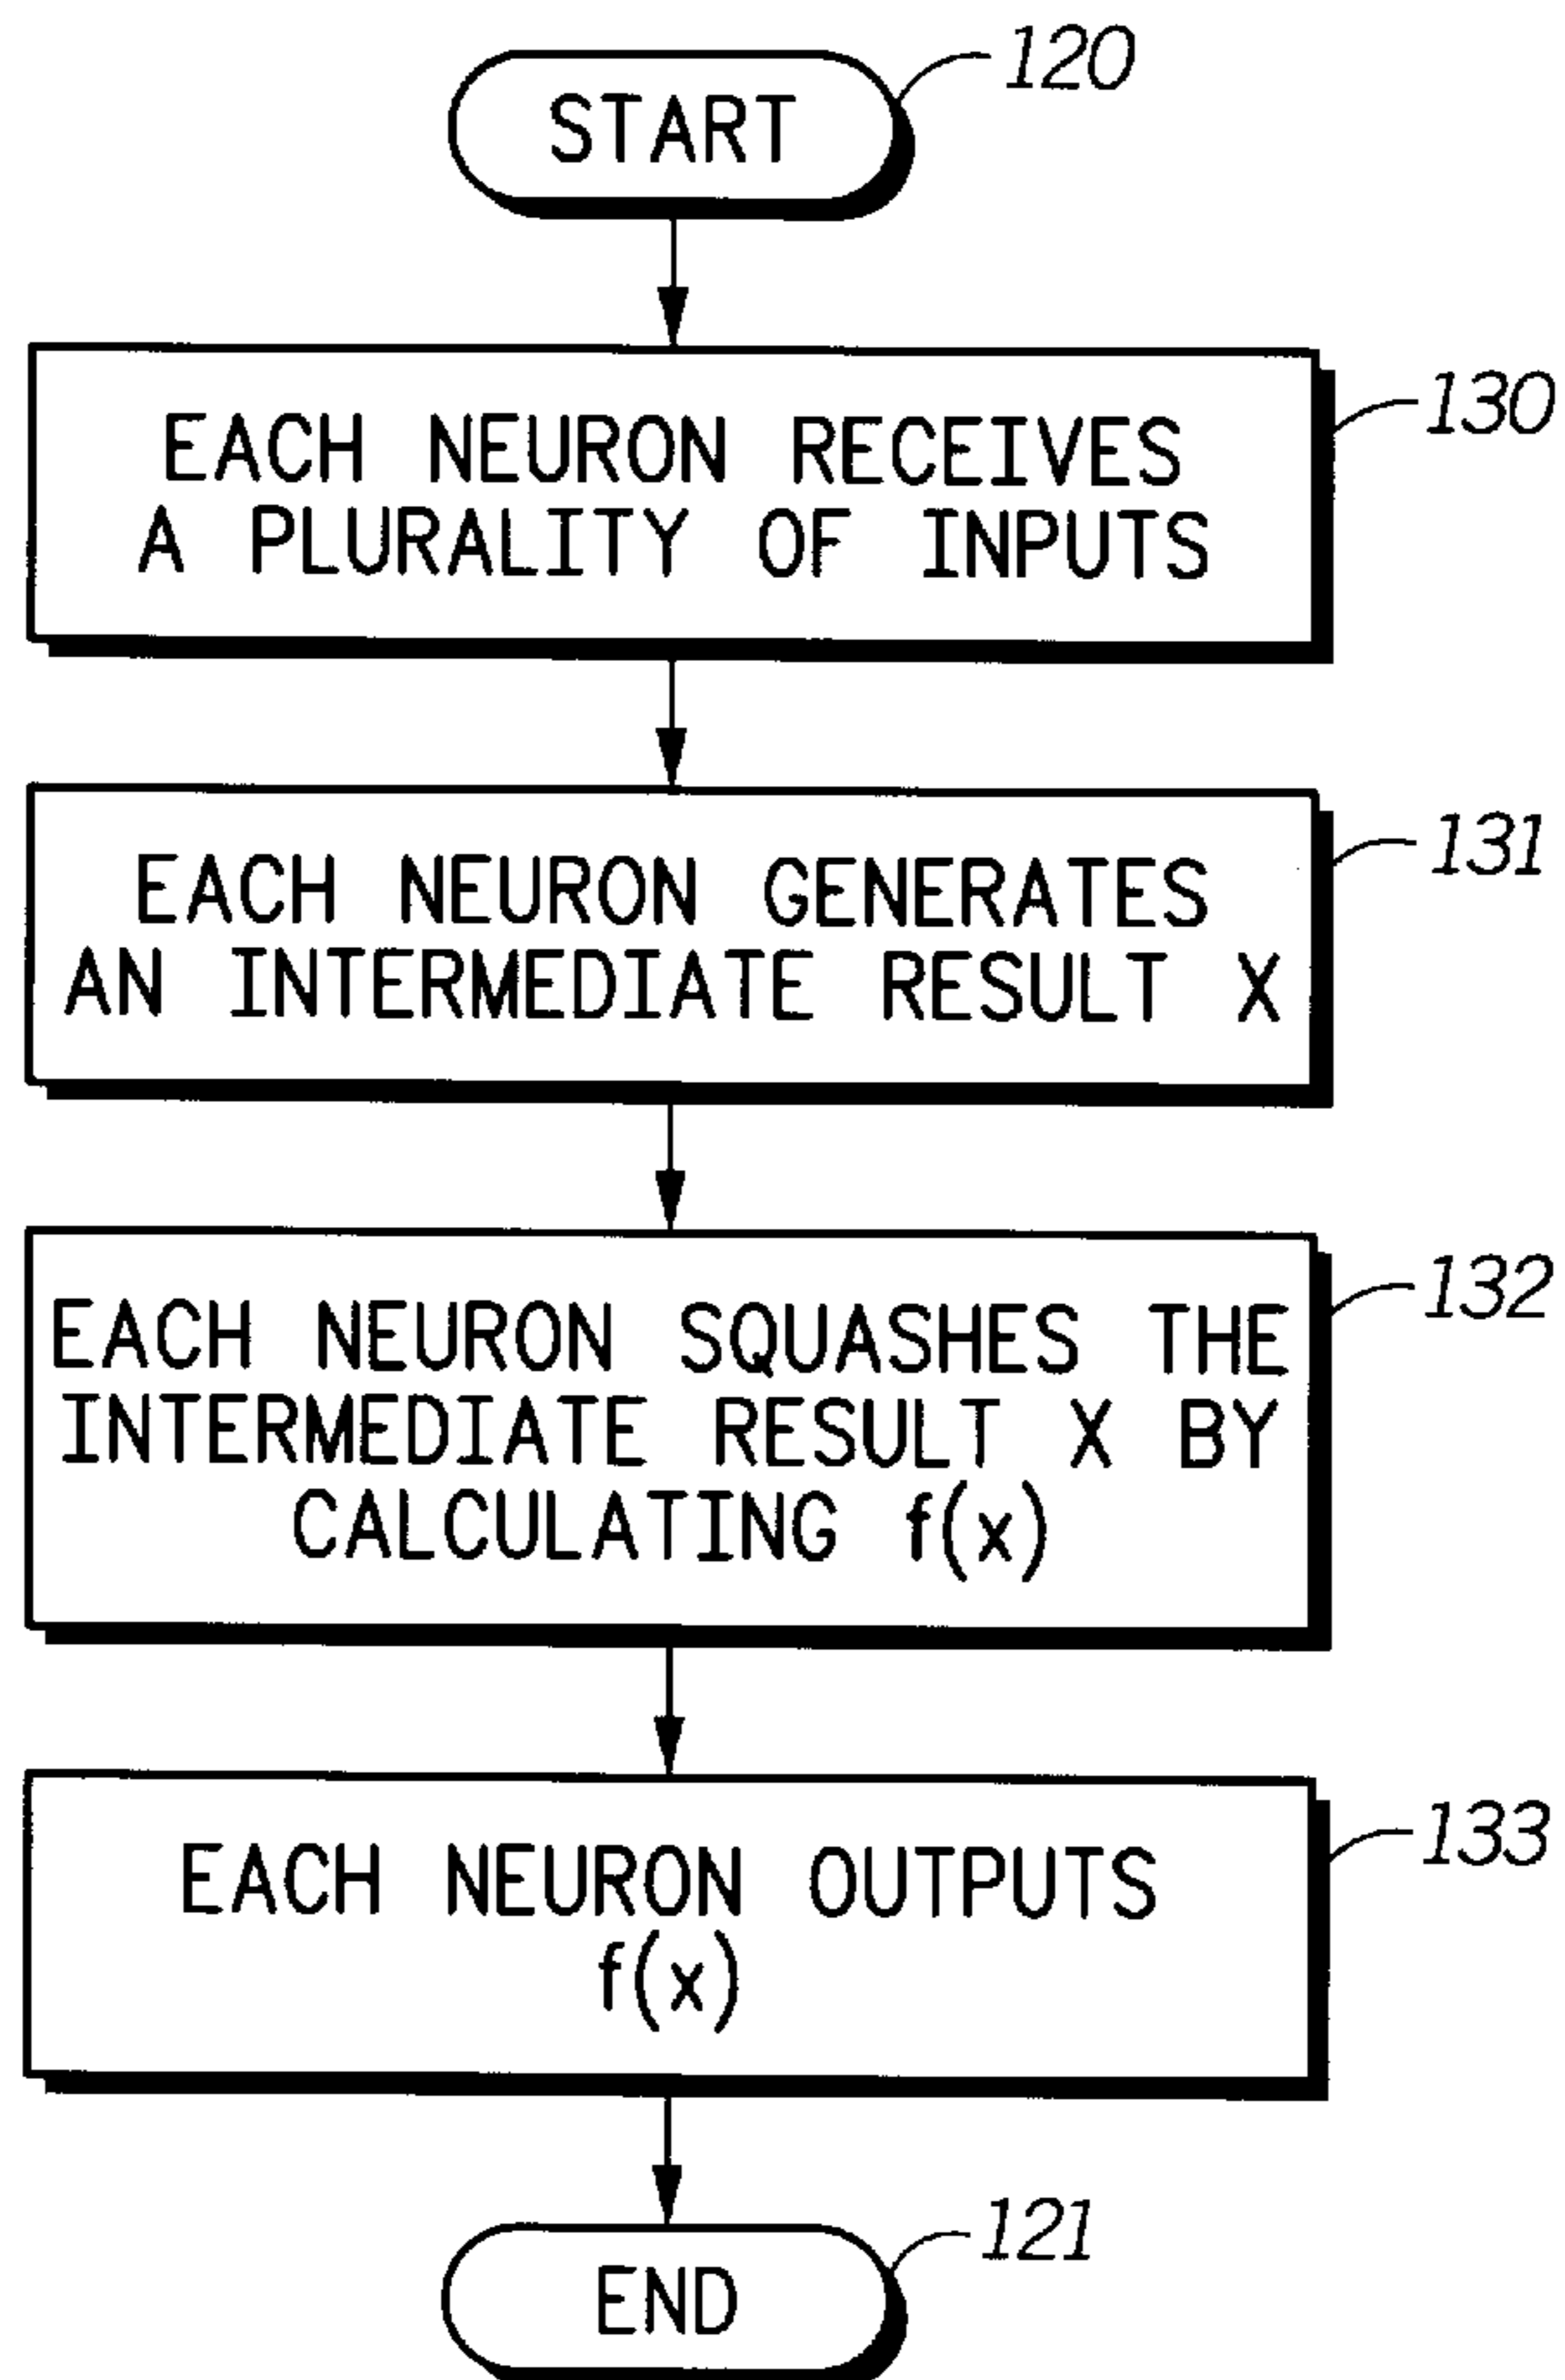 START
120
EACH NEURON RECEIVES
A PLURALITY OF INPUTS
130
EACH NEURON GENERATES
AN INTERMEDIATE RESULT X
131
EACH NEURON SQUASHES THE
INTERMEDIATE RESULT X BY
CALCULATING f(x)
132
EACH NEURON OUTPUTS
f(x)
133
END
121